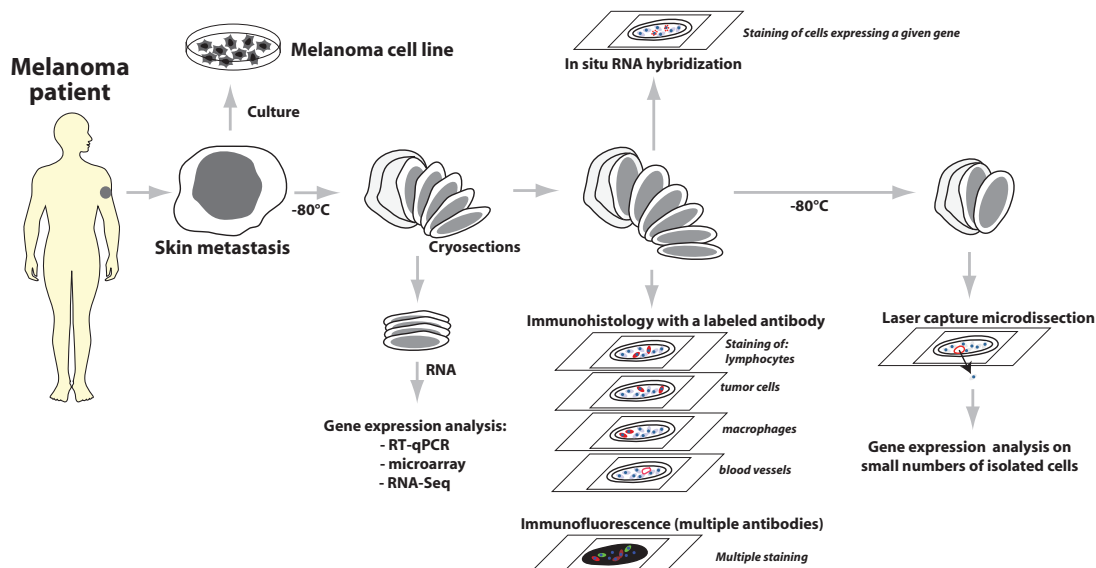 Melanoma
patient
Melanoma cell line
Culture
Skin metastasis
-80°C
Cryosections
RNA
Gene expression analysis:
- RT-qPCR
- microarray
- RNA-Seq
Staining of cells expressing a given gene
In situ RNA hybridization
Immunohistology with a labeled antibody
Staining of:
lymphocytes
tumor cells
macrophages
blood vessels
Immunofluorescence (multiple antibodies)
Multiple staining
-80°C
Laser capture microdissection
Gene expression analysis on
small numbers of isolated cells